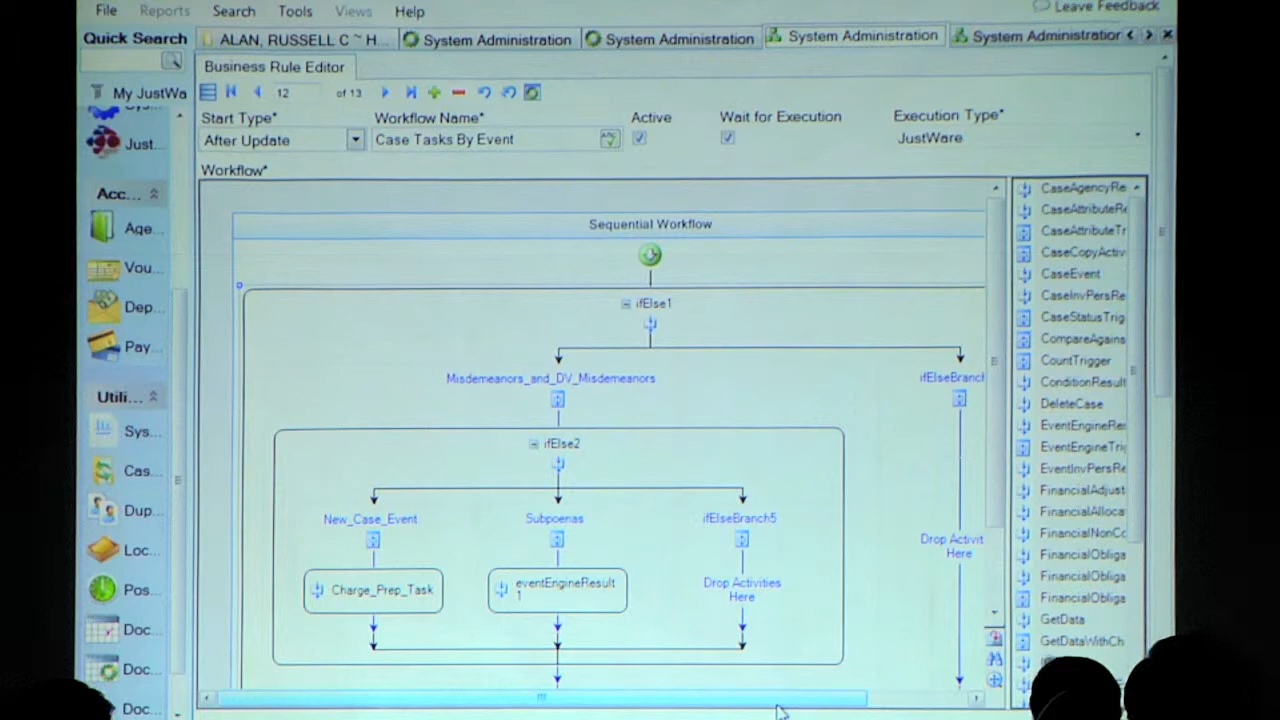 File Reports Search Tools Views Help
Leave Feedback
Quick Search
ALAN, RUSSELL C ~ H...
System Administration
System Administration
System Administration
System Administration
Business Rule Editor
My JustWa
12 of 13
Start Type*
Workflow Name*
Active
Wait for Execution
Execution Type*
After Update
Case Tasks By Event
JustWare
Workflow*
Just...
Acc...
Age...
Vou...
Dep...
Pay...
Utili...
Sys...
Cas...
Dup...
Loc...
Pos...
Doc...
Doc...
Doc...
Sequential Workflow
ifElse1
Misdemeanors_and_DV_Misdemeanors
ifElseBranch
ifElse2
New_Case_Event
Subpoenas
ifElseBranch5
Charge_Prep_Task
eventEngineResult
1
Drop Activities
Here
Drop Activit
Here
CaseAgencyRe
CaseAttributeRe
CaseAttributeTr
CaseCopyActiv
CaseEvent
CaseInvPersRe
CaseStatusTrig
CompareAgains
CountTrigger
ConditionResult
DeleteCase
EventEngineRe
EventEngineTri
EventInvPersRe
FinancialAdjust
FinancialAlloca
FinancialNonCo
FinancialObliga
FinancialObliga
FinancialObliga
GetData
GetDataWithCh